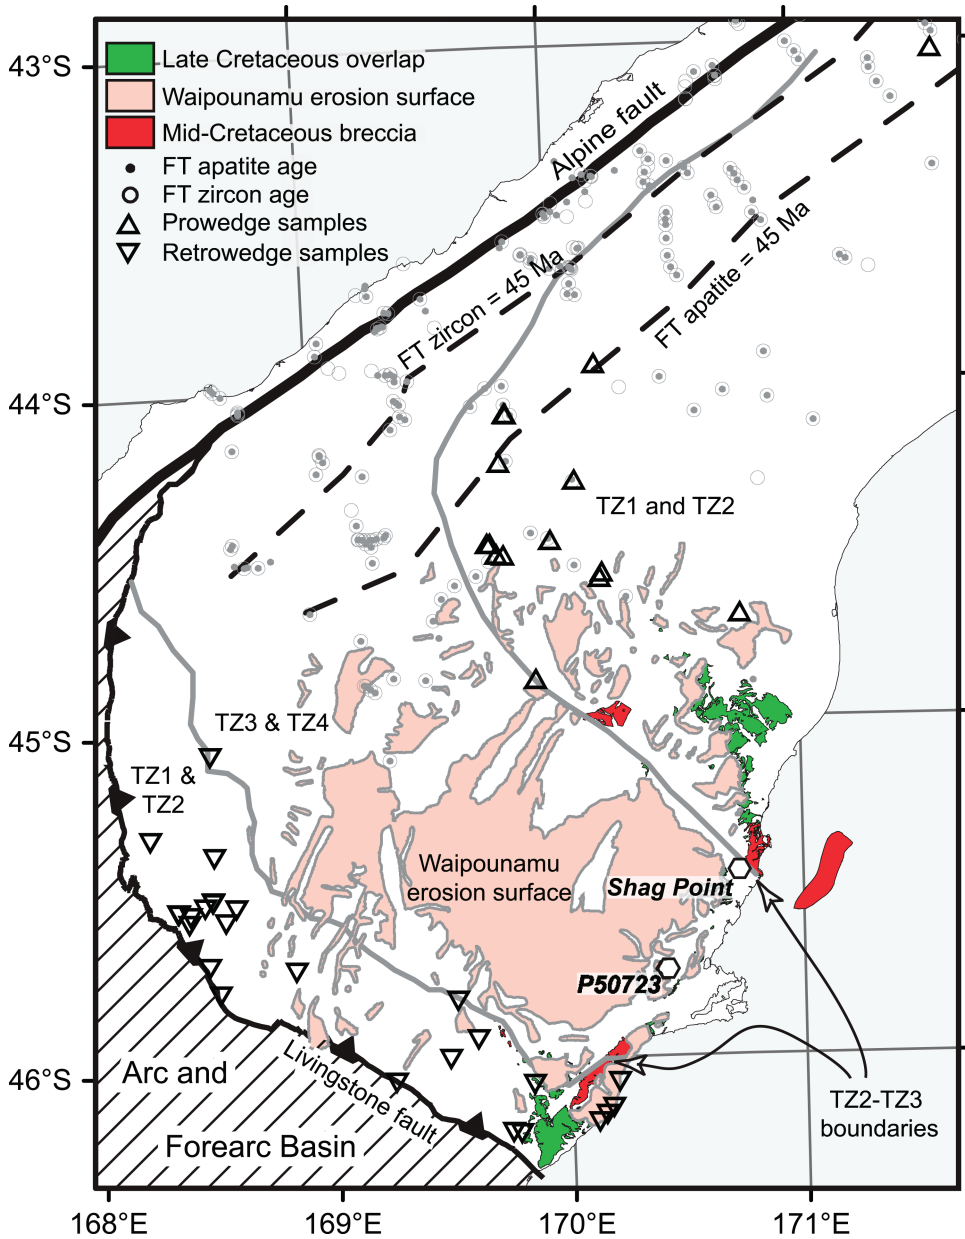 43°S
44°S
45°S
46°S
Late Cretaceous overlap
Waipounamu erosion surface
Mid-Cretaceous breccia
FT apatite age
FT zircon age
Prowedge samples
Retrowedge samples
Alpine fault
FT zircon = 45 Ma
FT apatite = 45 Ma
TZ1 and TZ2
TZ3 & TZ4
TZ1 &
TZ2
Waipounamu
erosion surface
Shag Point
P50723
Livingstone fault
Arc and
Forearc Basin
TZ2-TZ3
boundaries
168°E
169°E
170°E
171°E